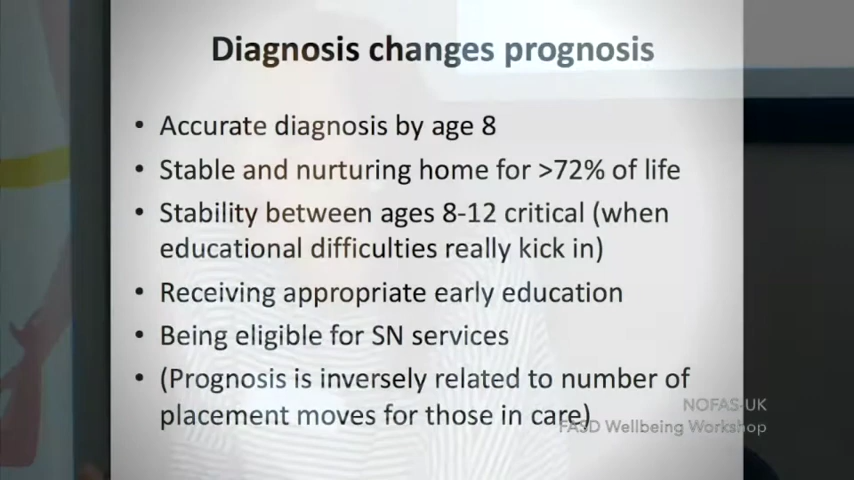 Diagnosis changes prognosis
• Accurate diagnosis by age 8
• Stable and nurturing home for >72% of life
• Stability between ages 8-12 critical (when
educational difficulties really kick in)
• Receiving appropriate early education
• Being eligible for SN services
• (Prognosis is inversely related to number of
placement moves for those in care)
NOFAS-UK
FASD Wellbeing Workshop